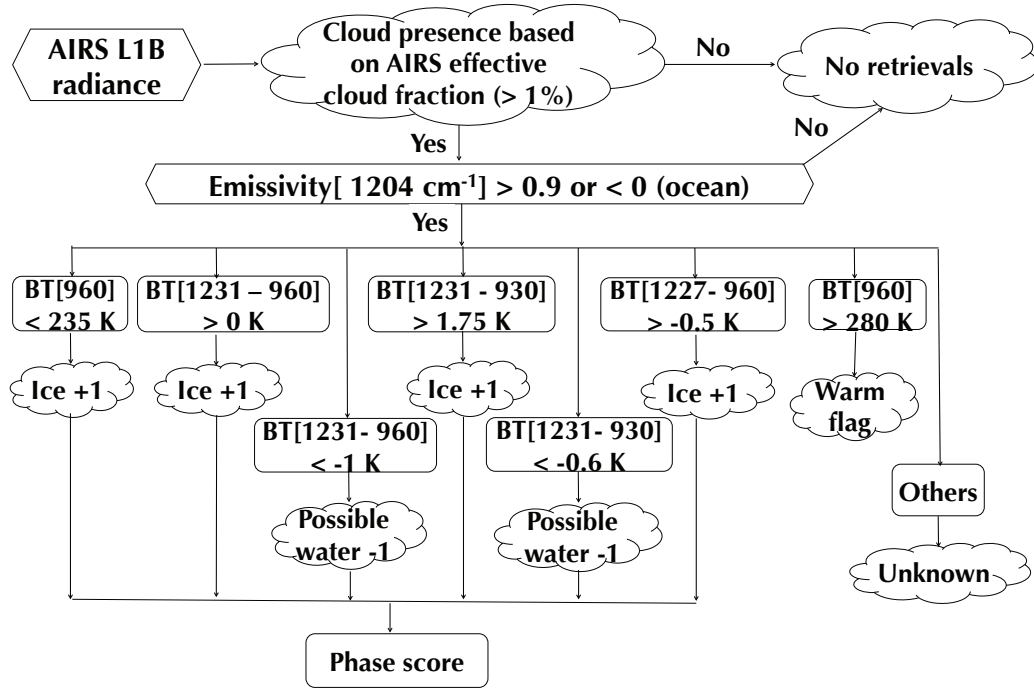 AIRS L1B
radiance
Cloud presence based
on AIRS effective
cloud fraction (> 1%)
No
No retrievals
Yes
No
Emissivity[ 1204 cm⁻¹] > 0.9 or < 0 (ocean)
Yes
BT[960]
< 235 K
BT[1231 – 960]
> 0 K
BT[1231 - 930]
> 1.75 K
BT[1227- 960]
> -0.5 K
BT[960]
> 280 K
Ice +1
Ice +1
Ice +1
Ice +1
Warm
flag
BT[1231- 960]
< -1 K
BT[1231- 930]
< -0.6 K
Others
Possible
water -1
Possible
water -1
Unknown
Phase score